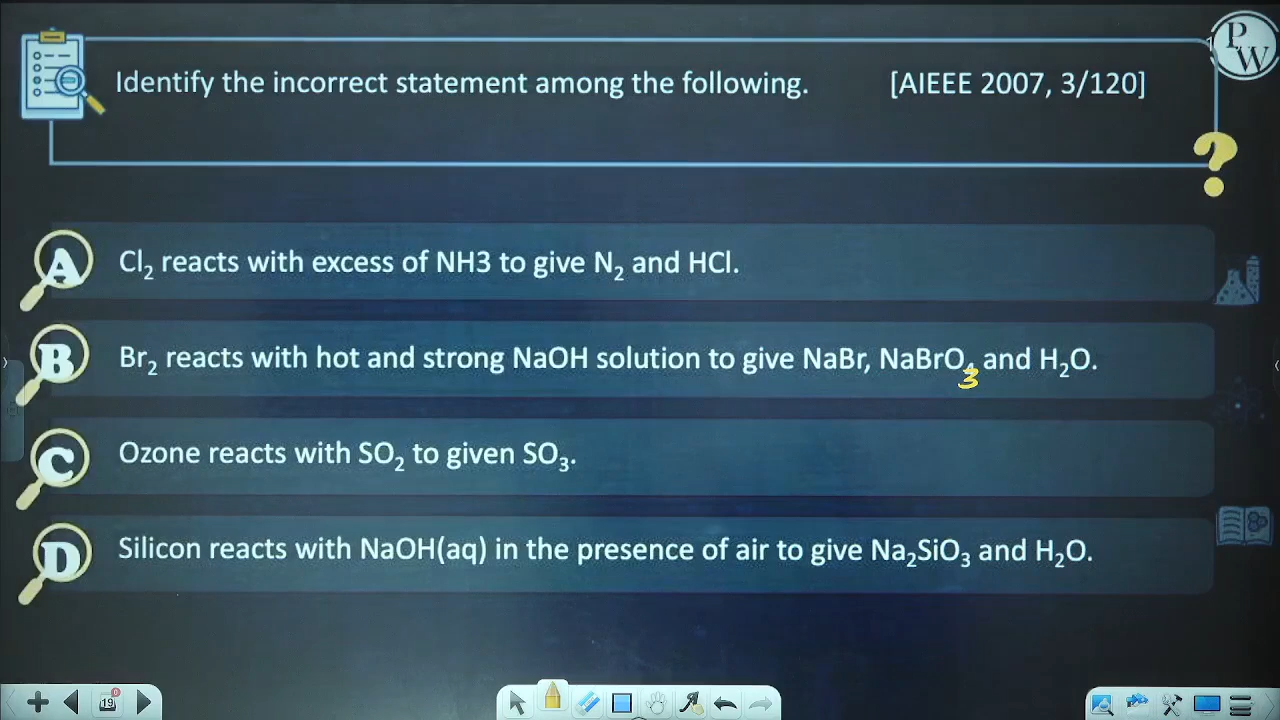 P
W
Identify the incorrect statement among the following. [AIEEE 2007, 3/120]
?
A Cl₂ reacts with excess of NH3 to give N₂ and HCl.
B Br₂ reacts with hot and strong NaOH solution to give NaBr, NaBrO₄ and H₂O.
3
C Ozone reacts with SO₂ to given SO₃.
D Silicon reacts with NaOH(aq) in the presence of air to give Na₂SiO₃ and H₂O.
19